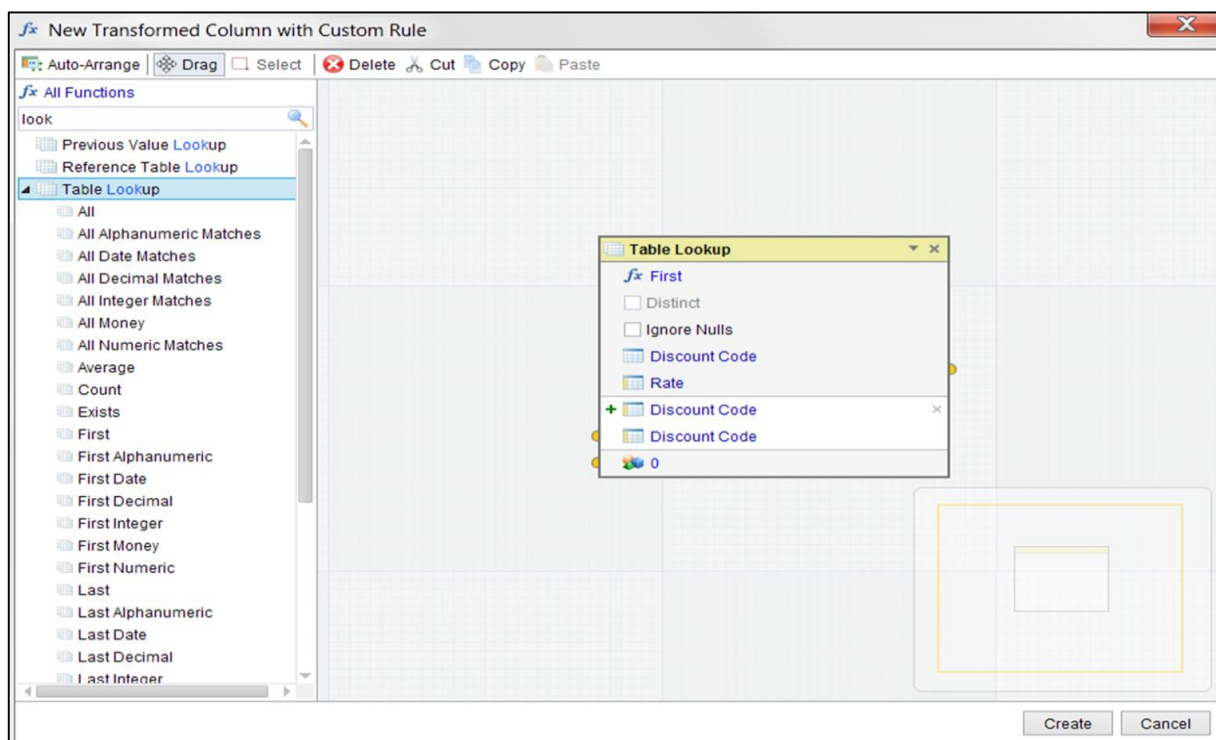 fx New Transformed Column with Custom Rule
Auto-Arrange Drag Select Delete Cut Copy Paste
fx All Functions
look
Previous Value Lookup
Reference Table Lookup
Table Lookup
All
All Alphanumeric Matches
All Date Matches
All Decimal Matches
All Integer Matches
All Money
All Numeric Matches
Average
Count
Exists
First
First Alphanumeric
First Date
First Decimal
First Integer
First Money
First Numeric
Last
Last Alphanumeric
Last Date
Last Decimal
Last Integer
Table Lookup
fx First
Distinct
Ignore Nulls
Discount Code
Rate
Discount Code
Discount Code
0
Create Cancel